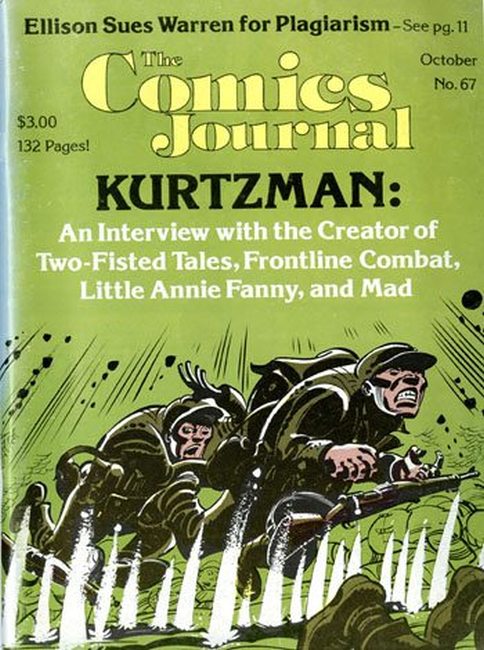 Ellison Sues Warren for Plagiarism – See pg. 11
The
Comics
Journal
October
No. 67
$3.00
132 Pages!
KURTZMAN:
An Interview with the Creator of
Two-Fisted Tales, Frontline Combat,
Little Annie Fanny, and Mad